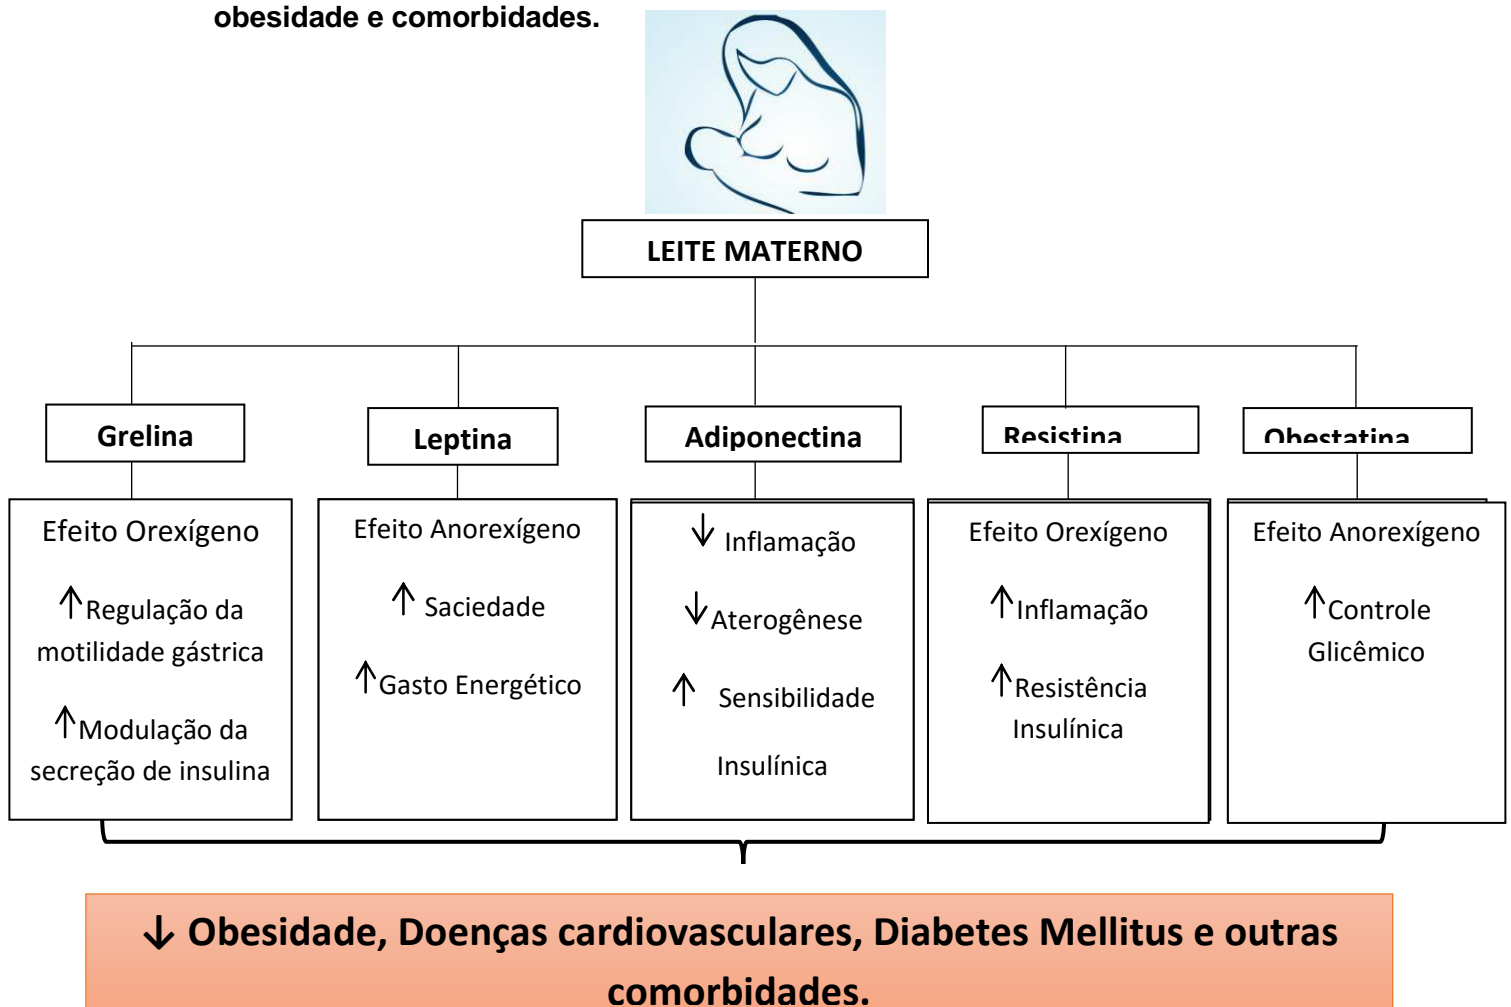 obesidade e comorbidades.
LEITE MATERNO
Grelina
Leptina
Adiponectina
Resistina
Obestatina
Efeito Orexígeno
↑Regulação da
motilidade gástrica
↑Modulação da
secreção de insulina
Efeito Anorexígeno
↑ Saciedade
↑Gasto Energético
↓ Inflamação
↓Aterogênese
↑ Sensibilidade
Insulínica
Efeito Orexígeno
↑Inflamação
↑Resistência
Insulínica
Efeito Anorexígeno
↑Controle
Glicêmico
↓ Obesidade, Doenças cardiovasculares, Diabetes Mellitus e outras
comorbidades.